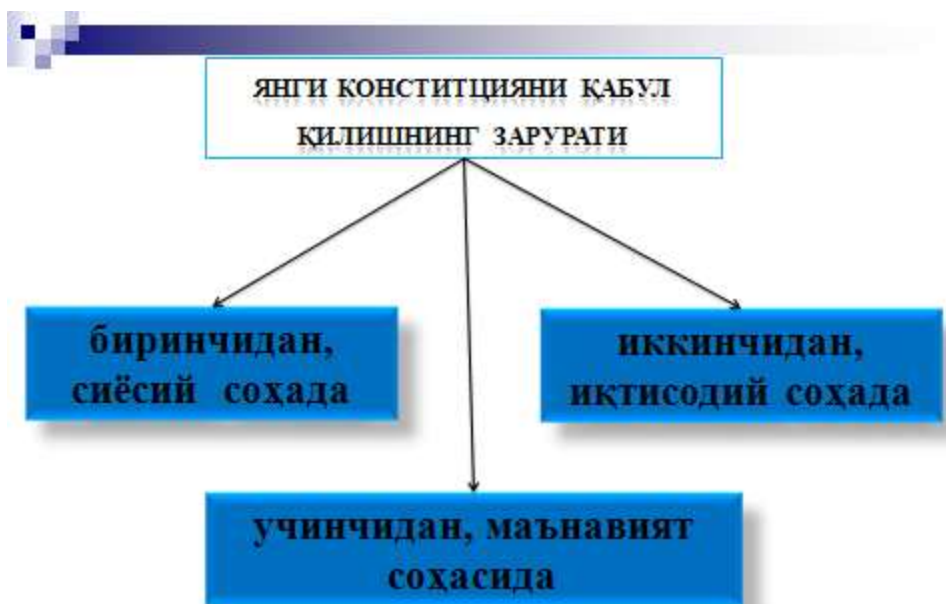 ЯНГИ КОНСТИТЦИЯНИ ҚАБУЛ
ҚИЛИШНИНГ ЗАРУРАТИ
биринчидан,
сиёсий соҳада
иккинчидан,
иқтисодий соҳада
учинчидан, маънавият
соҳасида